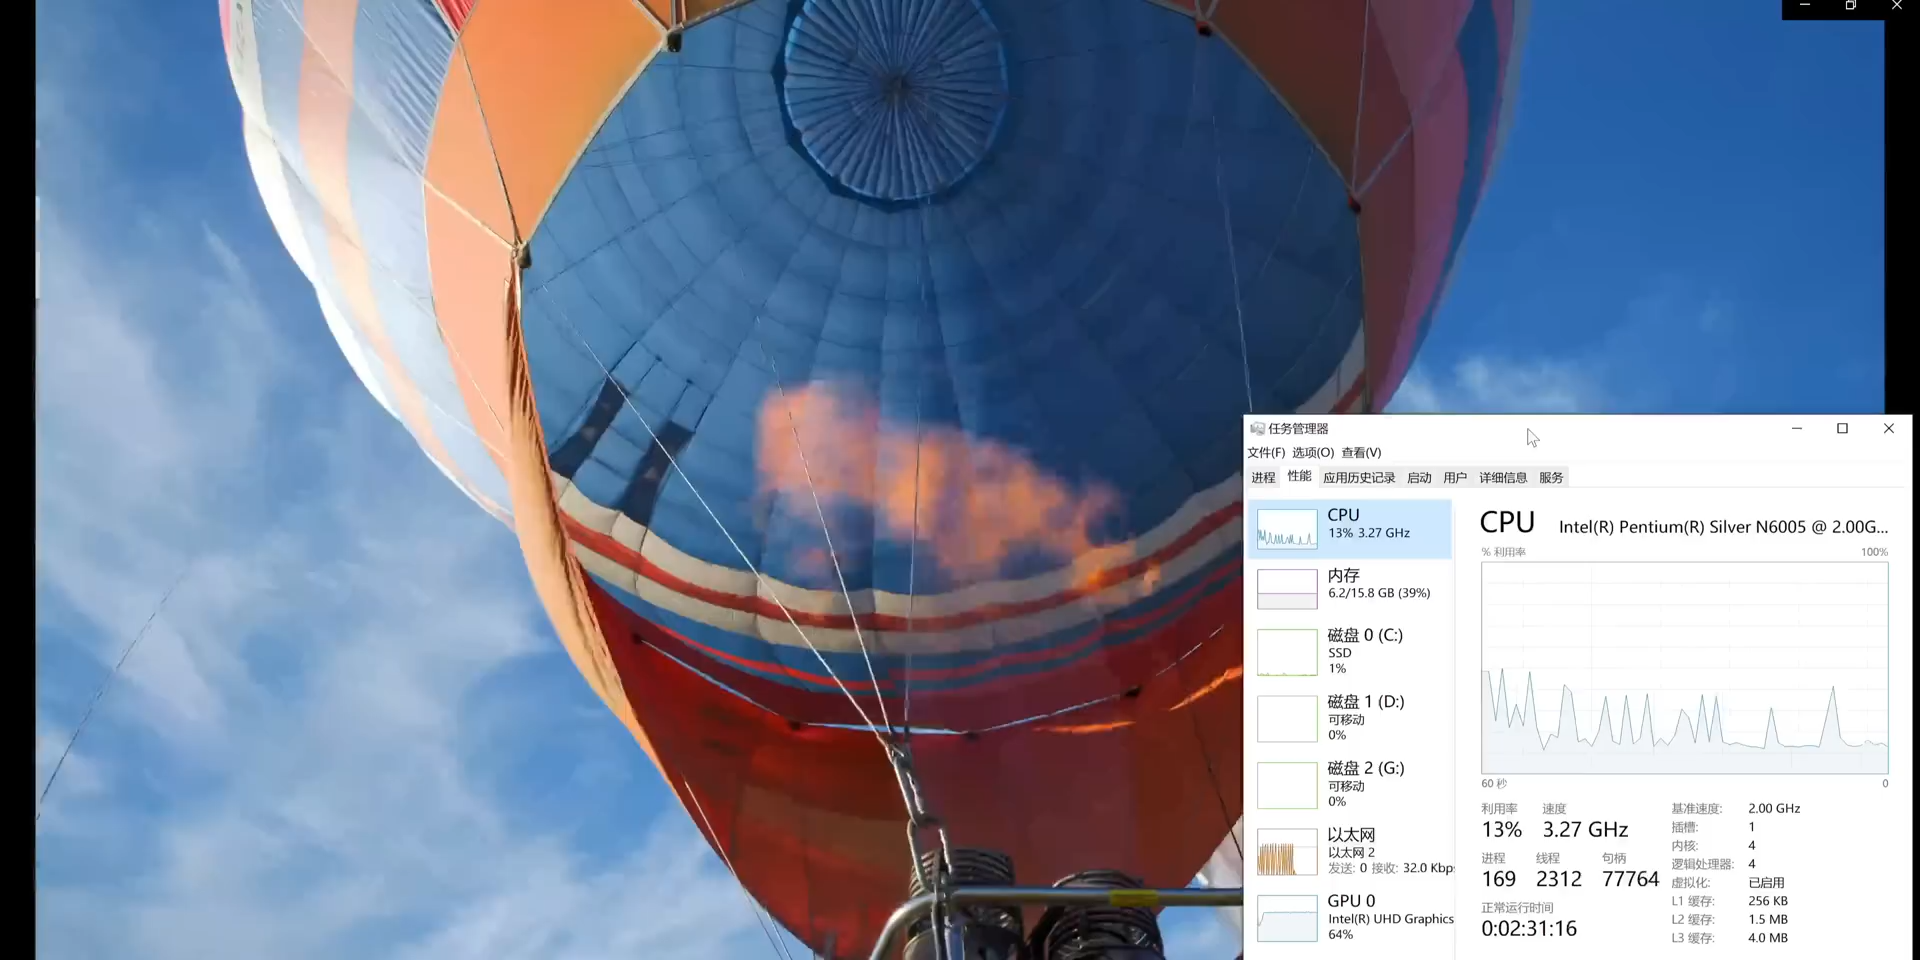 任务管理器
文件(F) 选项(O) 查看(V)
进程 性能 应用历史记录 启动 用户 详细信息 服务
CPU
13% 3.27 GHz
内存
6.2/15.8 GB (39%)
磁盘 0 (C:)
SSD
1%
磁盘 1 (D:)
可移动
0%
磁盘 2 (G:)
可移动
0%
以太网
以太网 2
发送: 0 接收: 32.0 Kbp
GPU 0
Intel(R) UHD Graphics
64%
CPU Intel(R) Pentium(R) Silver N6005 @ 2.00G...
% 利用率 100%
60 秒 0
利用率 速度
13% 3.27 GHz
进程 线程 句柄
169 2312 77764
正常运行时间
0:02:31:16
基准速度: 2.00 GHz
插槽: 1
内核: 4
逻辑处理器: 4
虚拟化: 已启用
L1 缓存: 256 KB
L2 缓存: 1.5 MB
L3 缓存: 4.0 MB